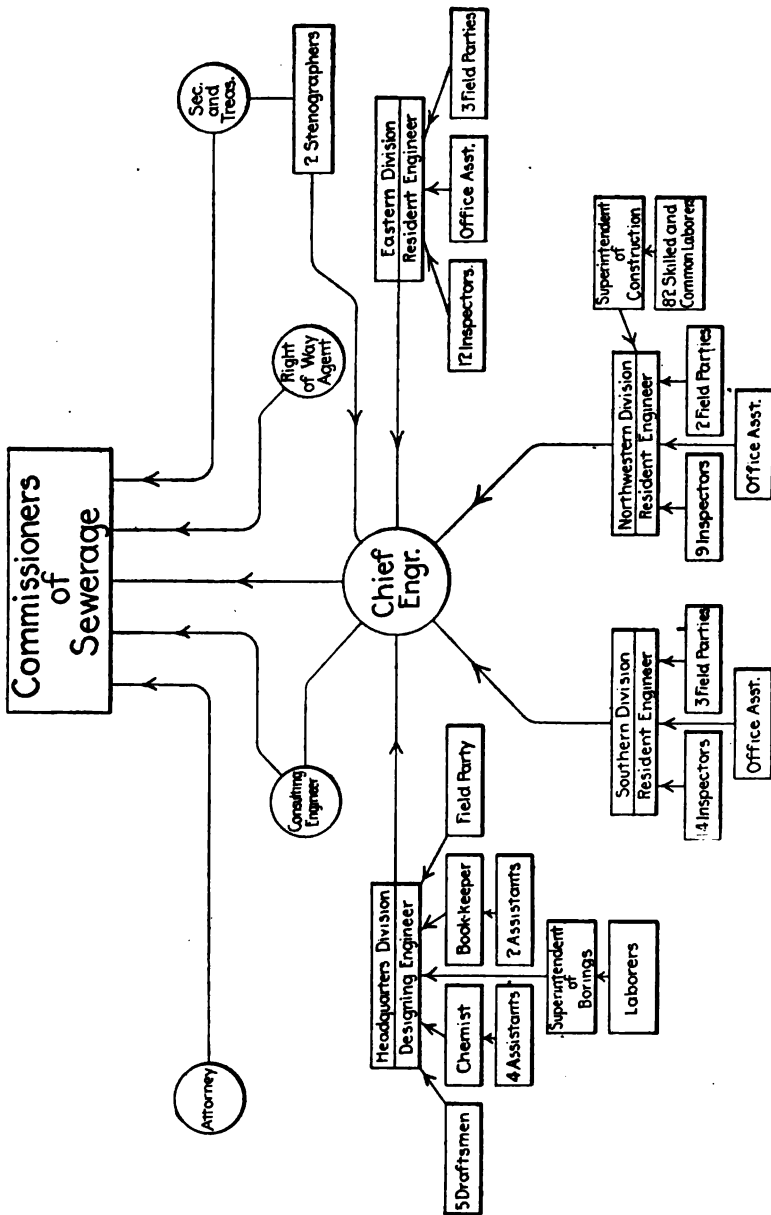 Commissioners
of
Sewerage
Attorney
Consulting
Engineer
Right
of Way
Agent
Sec.
and
Treas.
2 Stenographers
Chief
Engr.
Headquarters Division
Designing Engineer
5 Draftsmen
Chemist
4 Assistants
Superintendent
of
Borings
Laborers
Book-keeper
2 Assistants
Field Party
Eastern Division
Resident Engineer
12 Inspectors.
Office Asst.
3 Field Parties
Southern Division
Resident Engineer
14 Inspectors
Office Asst.
3 Field Parties
Northwestern Division
Resident Engineer
9 Inspectors
Office Asst.
2 Field Parties
Superintendent
of
Construction
82 Skilled and
Common Laborers